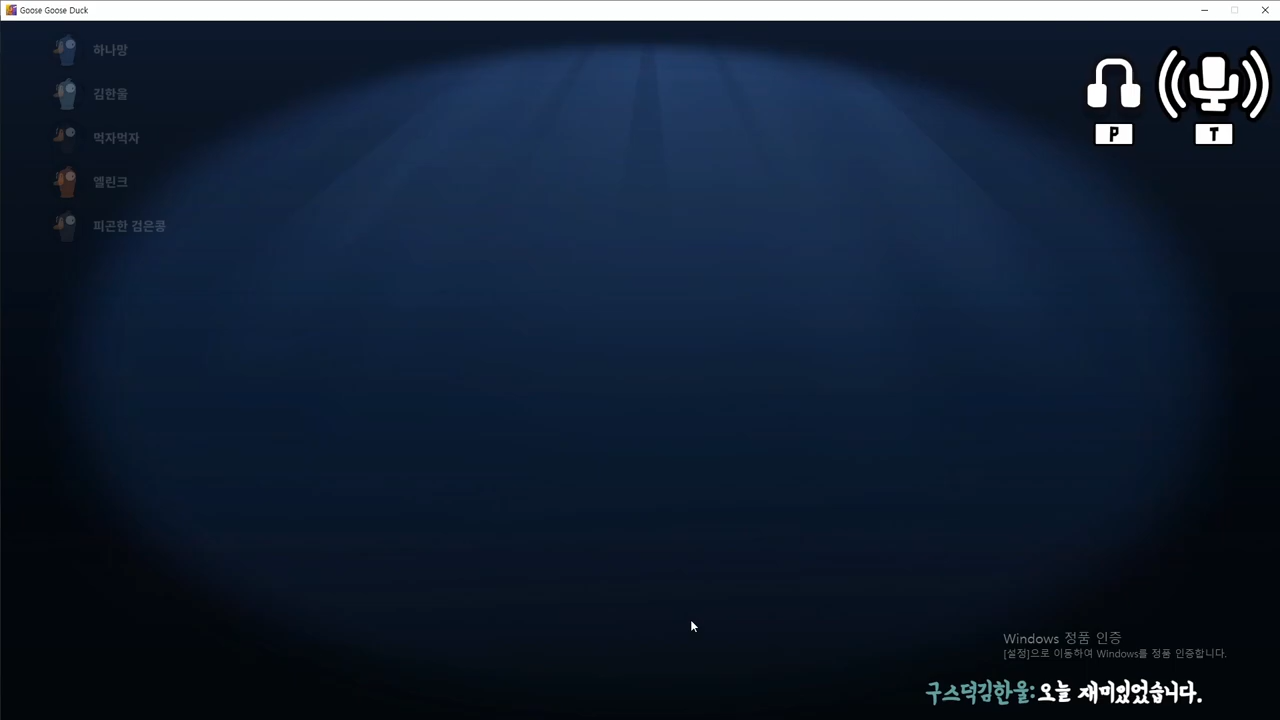 Goose Goose Duck
하나망
김한울
먹자먹자
엘린크
피곤한 검은콩
P
T
Windows 정품 인증
[설정]으로 이동하여 Windows를 정품 인증합니다.
구스덕김한울: 오늘 재미있었습니다.